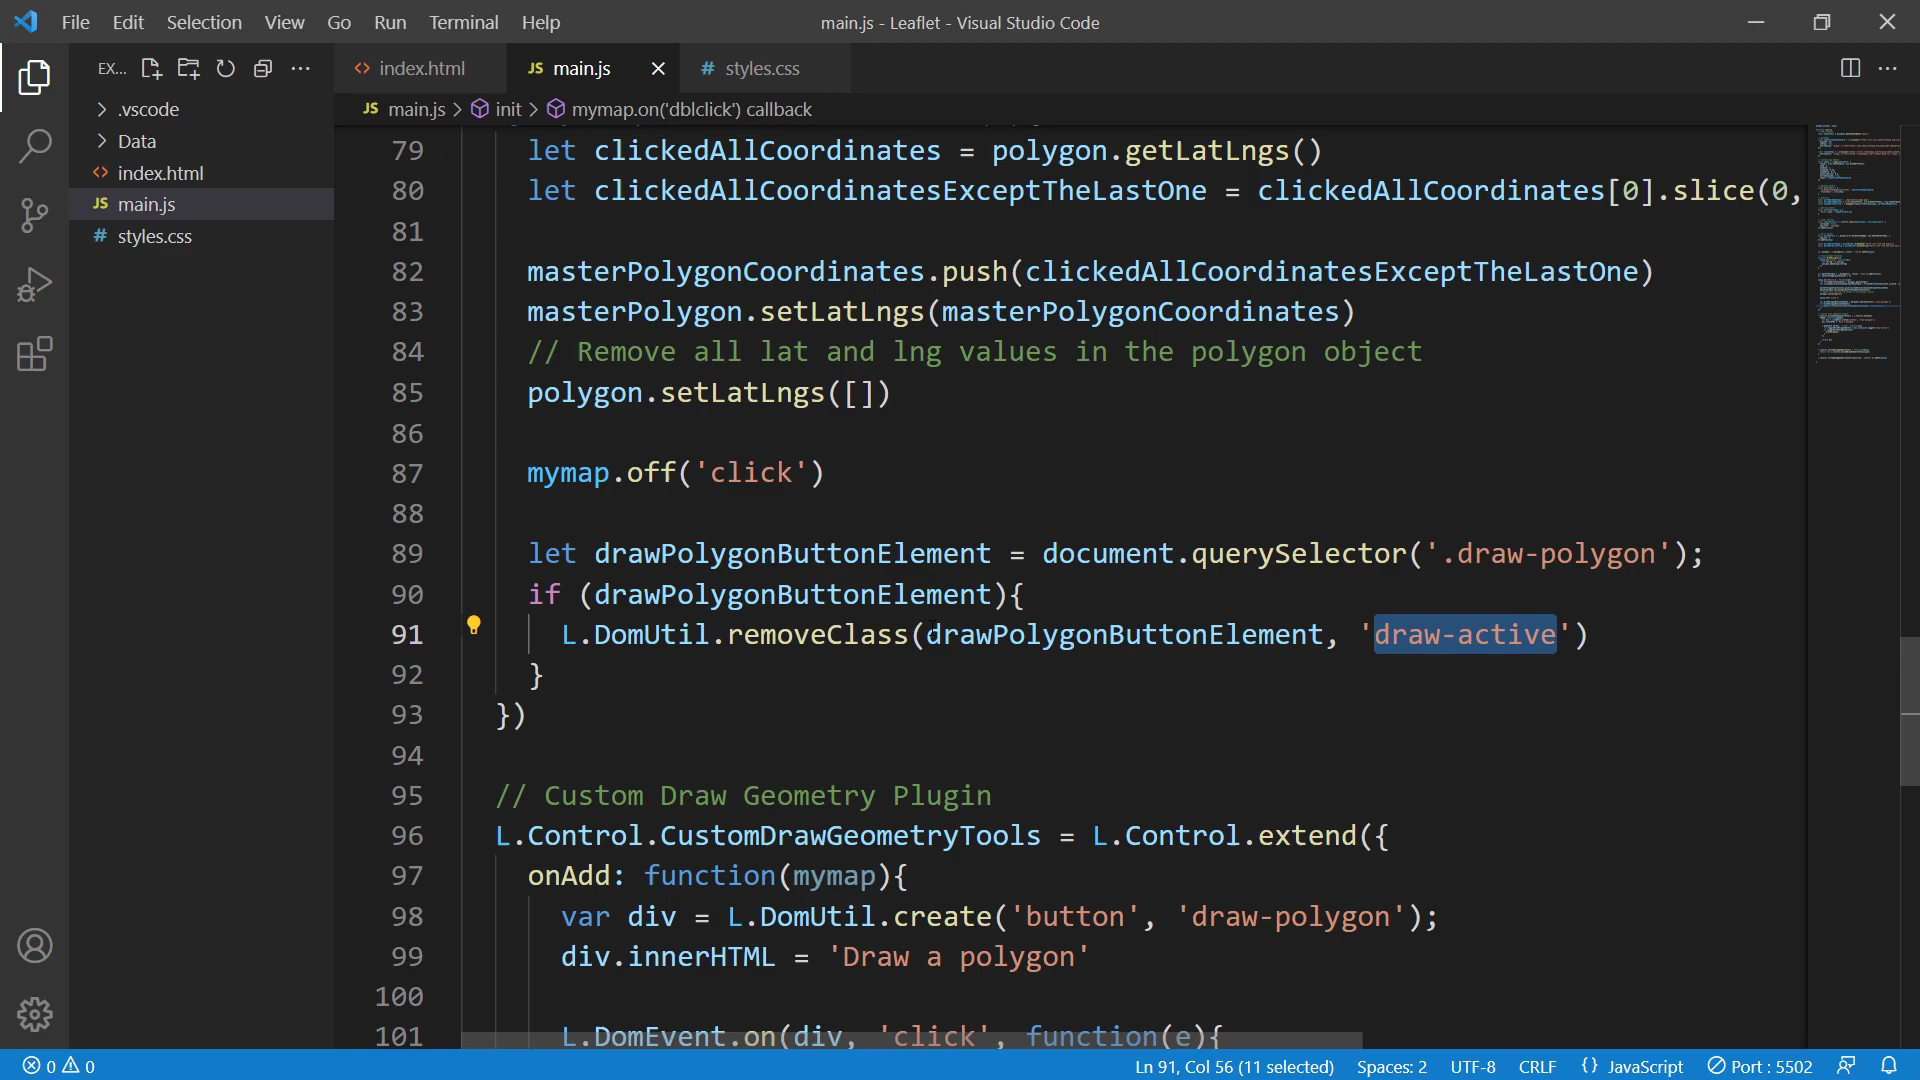 File Edit Selection View Go Run Terminal Help
main.js - Leaflet - Visual Studio Code
EX...
<> index.html
JS main.js
# styles.css
JS main.js > init > mymap.on('dblclick') callback
.vscode
Data
<> index.html
JS main.js
# styles.css
79 let clickedAllCoordinates = polygon.getLatLngs()
80 let clickedAllCoordinatesExceptTheLastOne = clickedAllCoordinates[0].slice(0,
81
82 masterPolygonCoordinates.push(clickedAllCoordinatesExceptTheLastOne)
83 masterPolygon.setLatLngs(masterPolygonCoordinates)
84 // Remove all lat and lng values in the polygon object
85 polygon.setLatLngs([])
86
87 mymap.off('click')
88
89 let drawPolygonButtonElement = document.querySelector('.draw-polygon');
90 if (drawPolygonButtonElement){
91 L.DomUtil.removeClass(drawPolygonButtonElement, 'draw-active')
92 }
93 })
94
95 // Custom Draw Geometry Plugin
96 L.Control.CustomDrawGeometryTools = L.Control.extend({
97 onAdd: function(mymap){
98 var div = L.DomUtil.create('button', 'draw-polygon');
99 div.innerHTML = 'Draw a polygon'
100
101 L.DomEvent.on(div, 'click', function(e){
0 0
Ln 91, Col 56 (11 selected) Spaces: 2 UTF-8 CRLF {} JavaScript Port : 5502